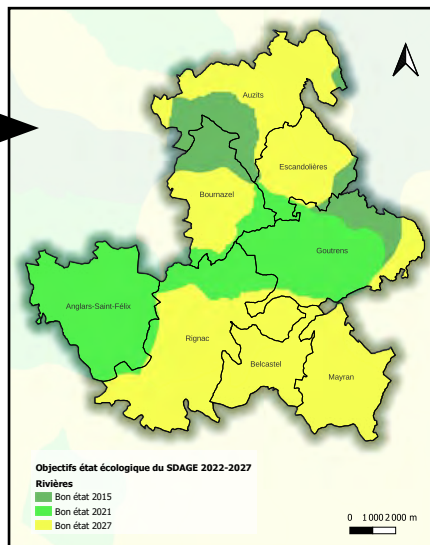 Auzits
Escandolières
Bournazel
Goutrens
Anglars-Saint-Félix
Rignac
Belcastel
Mayran
Objectifs état écologique du SDAGE 2022-2027
Rivières
Bon état 2015
Bon état 2021
Bon état 2027
0 1 000 2 000 m